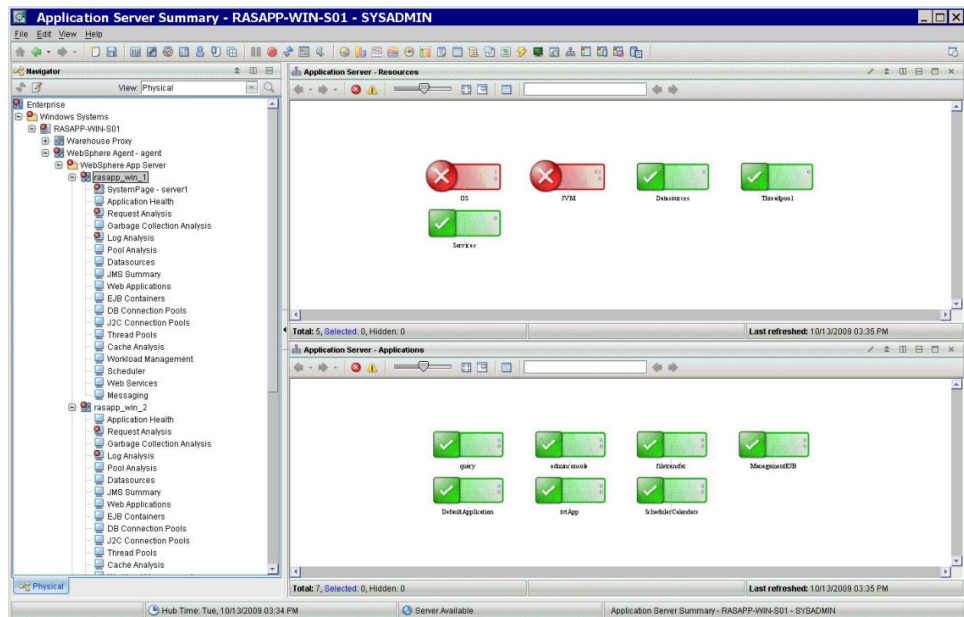 Application Server Summary - RASAPP-WIN-S01 - SYSADMIN
File Edit View Help
Navigator
View: Physical
Enterprise
Windows Systems
RASAPP-WIN-S01
Warehouse Proxy
WebSphere Agent - agent
WebSphere App Server
rasapp_win_1
SystemPage - server1
Application Health
Request Analysis
Garbage Collection Analysis
Log Analysis
Pool Analysis
Datasources
JMS Summary
Web Applications
EJB Containers
DB Connection Pools
J2C Connection Pools
Thread Pools
Cache Analysis
Workload Management
Scheduler
Web Services
Messaging
rasapp_win_2
Application Health
Request Analysis
Garbage Collection Analysis
Log Analysis
Pool Analysis
Datasources
JMS Summary
Web Applications
EJB Containers
DB Connection Pools
J2C Connection Pools
Thread Pools
Cache Analysis
Physical
Application Server - Resources
OS JVM Datasources Threadpool
Services
Total: 5, Selected: 0, Hidden: 0
Last refreshed: 10/13/2009 03:35 PM
Application Server - Applications
query adminconsole filetransfer ManagementEJB
DefaultApplication ivtApp SchedulerCalendars
Total: 7, Selected: 0, Hidden: 0
Last refreshed: 10/13/2009 03:35 PM
Hub Time: Tue, 10/13/2009 03:34 PM
Server Available
Application Server Summary - RASAPP-WIN-S01 - SYSADMIN